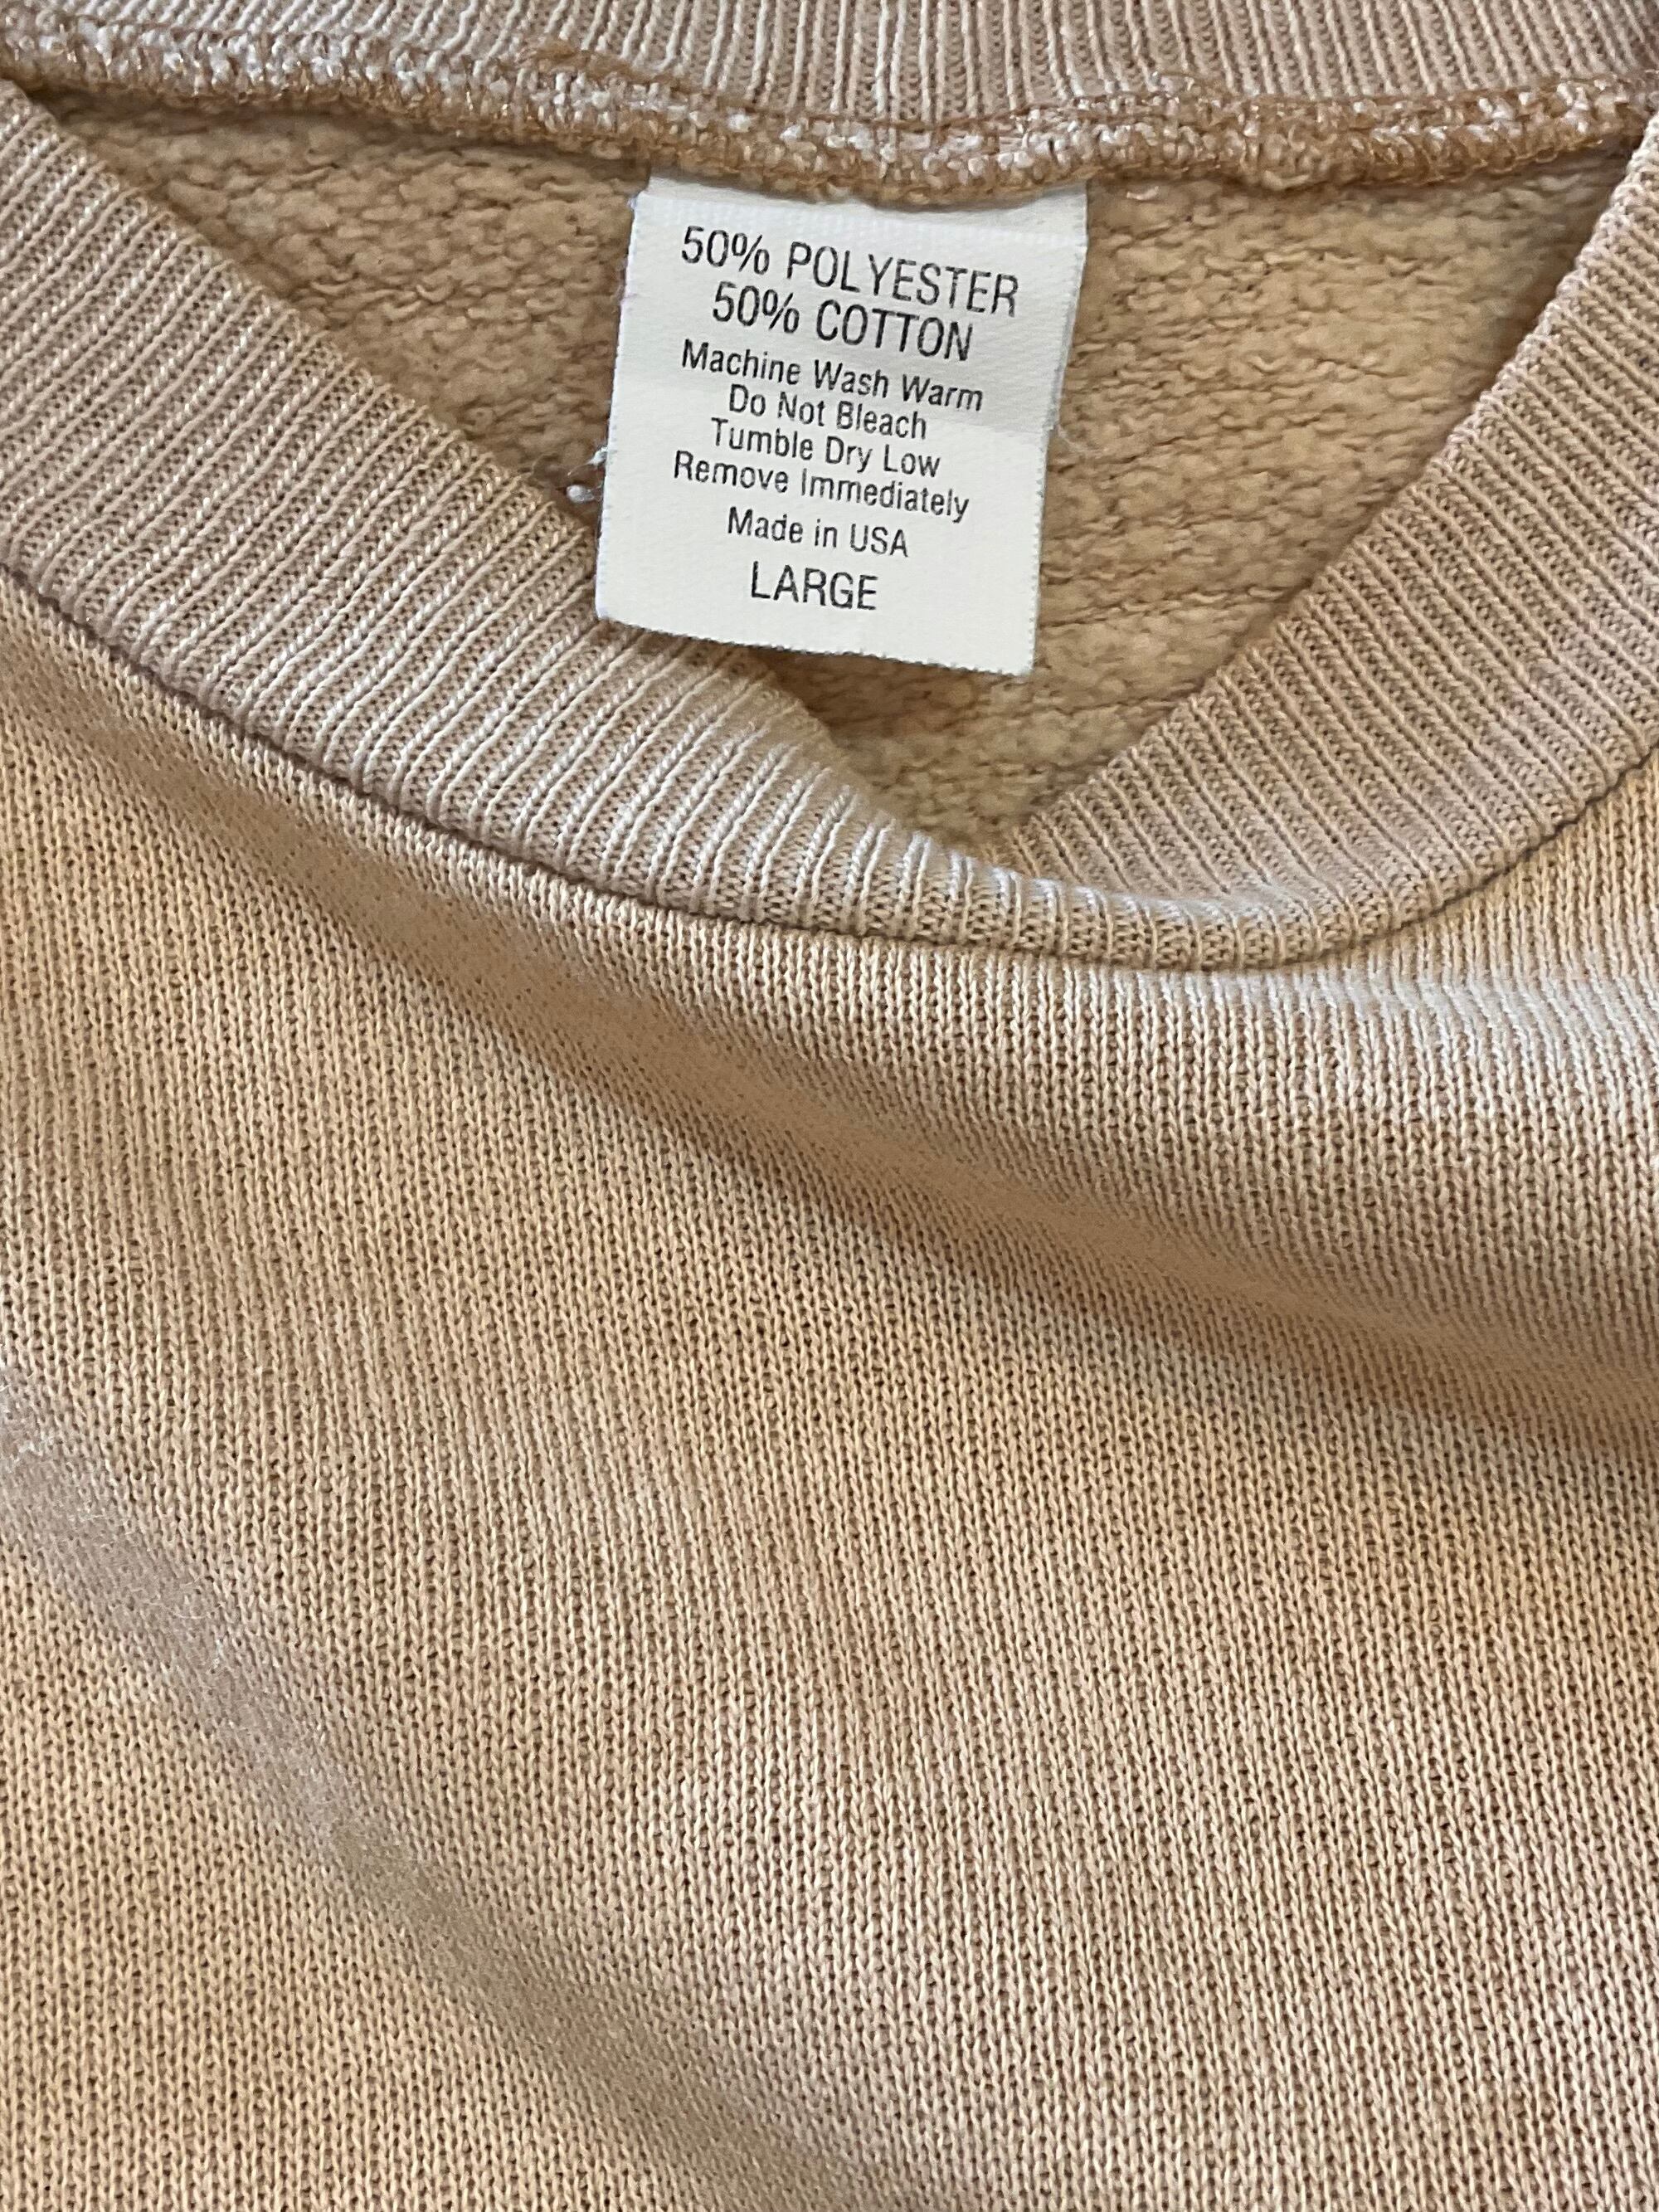 50% POLYESTER
50% COTTON
Machine Wash Warm
Do Not Bleach
Tumble Dry Low
Remove Immediately
Made in USA
LARGE